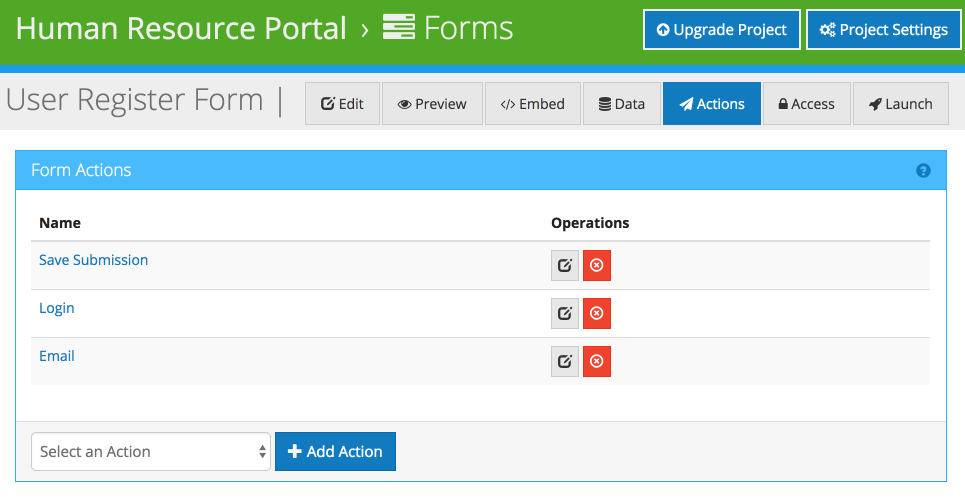 Human Resource Portal › Forms
Upgrade Project
Project Settings
User Register Form |
Edit
Preview
</> Embed
Data
Actions
Access
Launch
Form Actions
?
Name Operations
Save Submission
Login
Email
Select an Action
+ Add Action